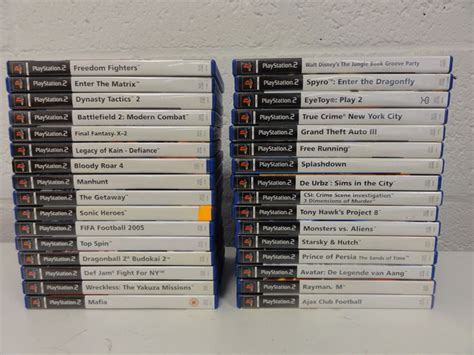 PlayStation 2 Freedom Fighters
PlayStation 2 Enter The Matrix
PlayStation 2 Dynasty Tactics 2
PlayStation 2 Battlefield 2: Modern Combat
PlayStation 2 Final Fantasy X-2
PlayStation 2 Legacy of Kain - Defiance
PlayStation 2 Bloody Roar 4
PlayStation 2 Manhunt
PlayStation 2 The Getaway
PlayStation 2 Sonic Heroes
PlayStation 2 FIFA Football 2005
PlayStation 2 Top Spin
PlayStation 2 Dragonball Z Budokai 2
PlayStation 2 Def Jam Fight For NY
PlayStation 2 Wreckless: The Yakuza Missions
PlayStation 2 Mafia
PlayStation 2 Walt Disney's The Jungle Book Groove Party
PlayStation 2 Spyro: Enter the Dragonfly
PlayStation 2 EyeToy: Play 2
PlayStation 2 True Crime New York City
PlayStation 2 Grand Theft Auto III
PlayStation 2 Free Running
PlayStation 2 Splashdown
PlayStation 2 De Urbz: Sims in the City
PlayStation 2 CSI: Crime Scene Investigation
3 Dimensions of Murder
PlayStation 2 Tony Hawk's Project 8
PlayStation 2 Monsters vs. Aliens
PlayStation 2 Starsky & Hutch
PlayStation 2 Prince of Persia The Sands of Time
PlayStation 2 Avatar: De Legende van Aang
PlayStation 2 Rayman M
PlayStation 2 Ajax Club Football